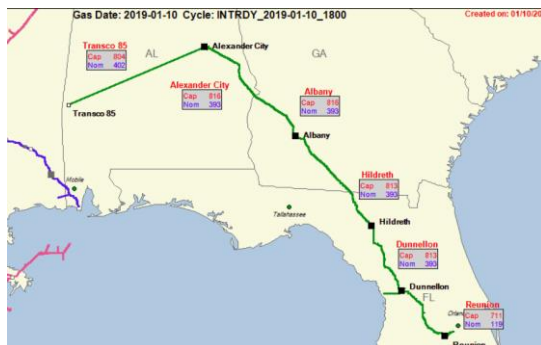 Gas Date: 2019-01-10 Cycle: INTRDY_2019-01-10_1800
Created on: 01/10/20
Transco 85
Cap 804
Nom 402
AL
Alexander City
GA
Alexander City
Cap 816
Nom 393
Albany
Cap 816
Nom 393
Transco 85
Albany
Mobile
Hildreth
Cap 813
Nom 393
Tallahassee
Hildreth
Dunnellon
Cap 813
Nom 393
Dunnellon
FL
Reunion
Cap 711
Nom 119
Reunion